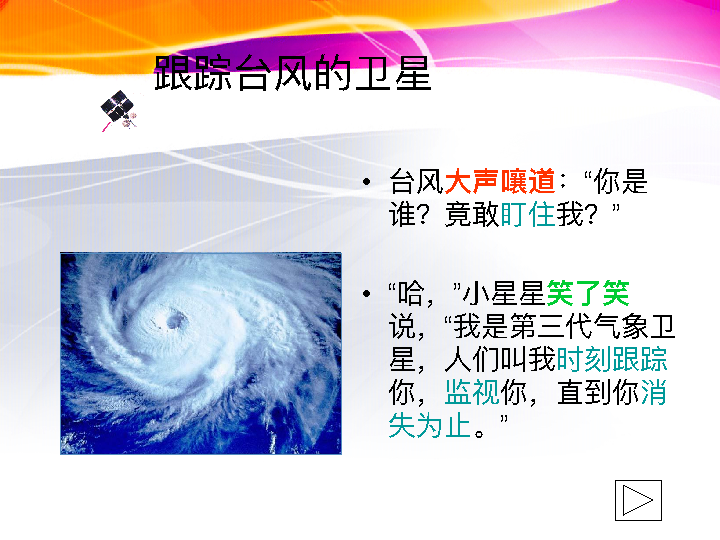 跟踪台风的卫星
• 台风大声嚷道：“你是
谁？竟敢盯住我？”
• “哈，”小星星笑了笑
说，“我是第三代气象卫
星，人们叫我时刻跟踪
你，监视你，直到你消
失为止。”